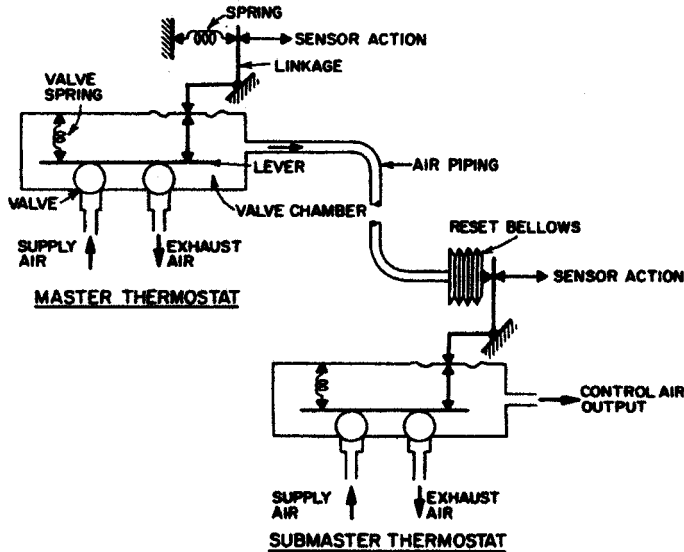 SPRING
SENSOR ACTION
LINKAGE
VALVE
SPRING
LEVER
AIR PIPING
VALVE
VALVE CHAMBER
SUPPLY
AIR
EXHAUST
AIR
MASTER THERMOSTAT
RESET BELLOWS
SENSOR ACTION
CONTROL AIR
OUTPUT
SUPPLY
AIR
EXHAUST
AIR
SUBMASTER THERMOSTAT